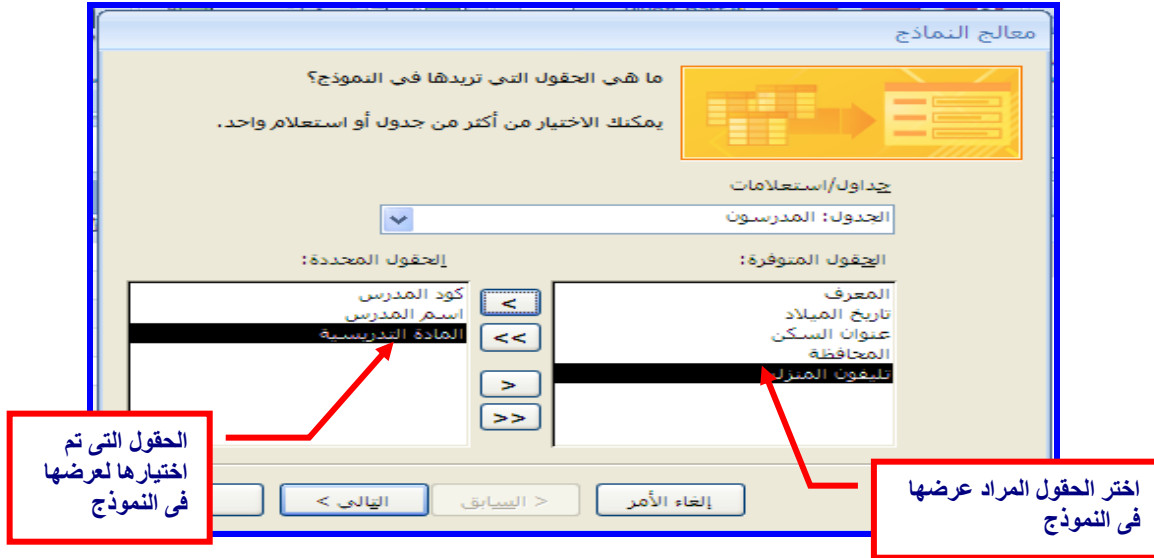 معالج النماذج
ما هي الحقول التي تريدها في النموذج؟
يمكنك الاختيار من أكثر من جدول أو استعلام واحد.
جداول/استعلامات
الجدول: المدرسون
الحقول المتوفرة:
المعرف
تاريخ الميلاد
عنوان السكن
المحافظة
تليفون المنزل
>
>>
<
<<
الحقول المحددة:
كود المدرس
اسم المدرس
المادة التدريسية
إلغاء الأمر
< السابق
التالي >
اختر الحقول المراد عرضها
فى النموذج
الحقول التى تم
اختيارها لعرضها
فى النموذج